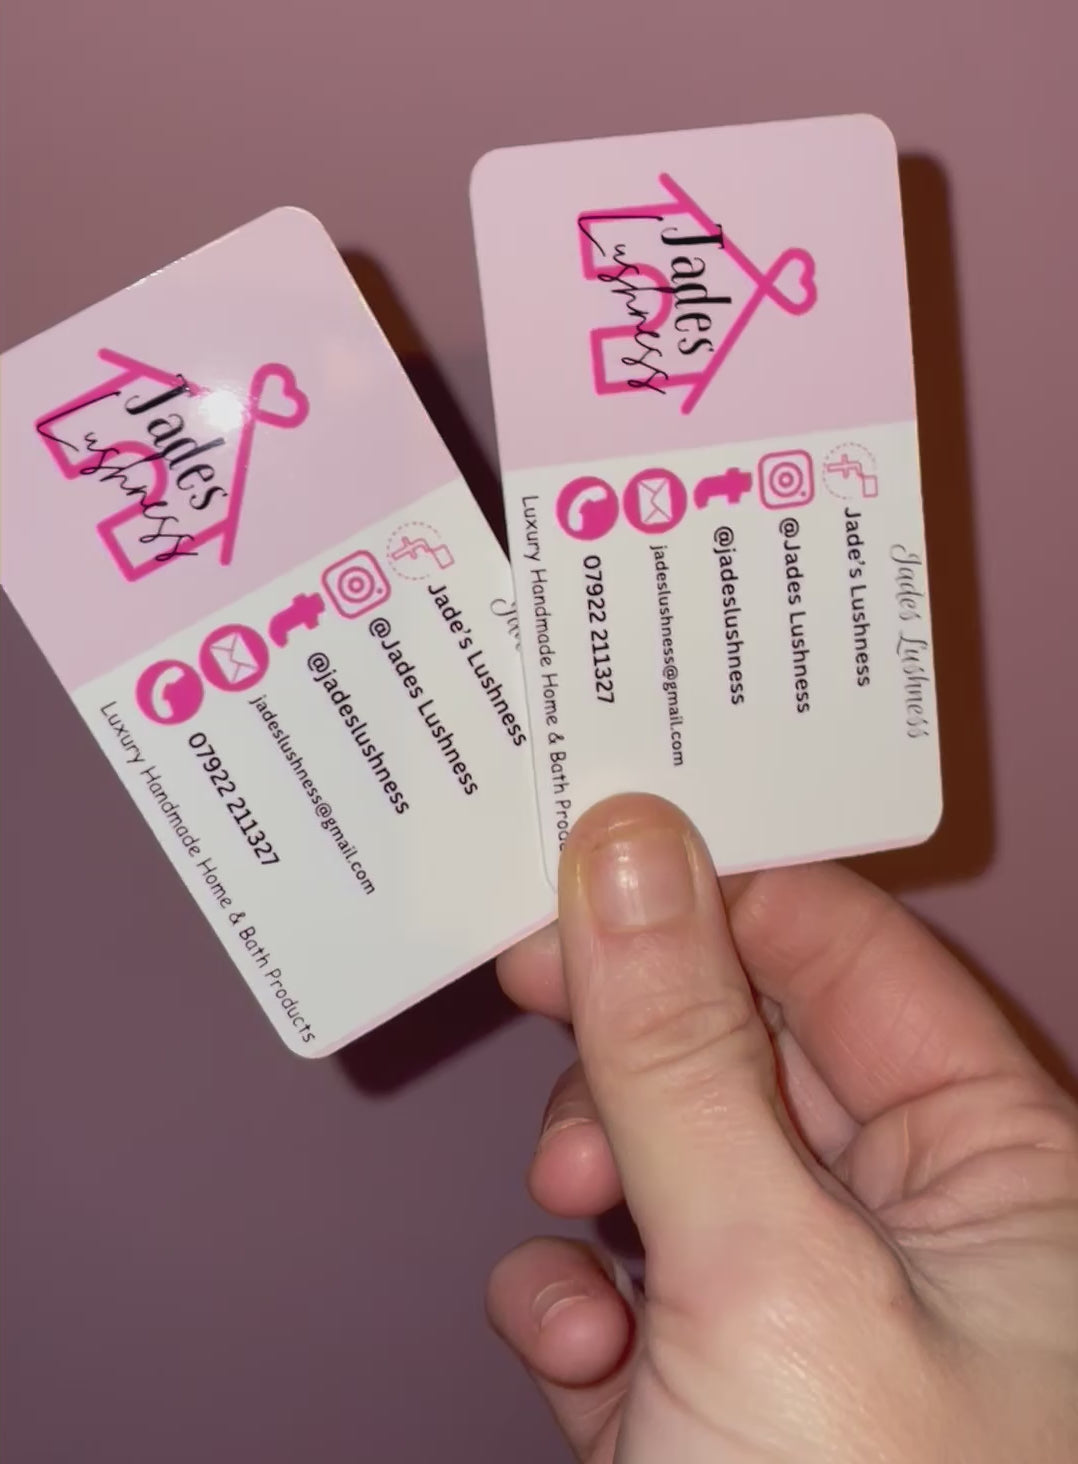 Jades
Lushness
Ja
Jade's Lushness
@Jades Lushness
@jadeslushness
jadeslushness@gmail.com
07922 211327
Luxury Handmade Home & Bath Products
Jades
Lushness
Jades Lushness
Jade's Lushness
@Jades Lushness
@jadeslushness
jadeslushness@gmail.com
07922 211327
Luxury Handmade Home & Bath Prod